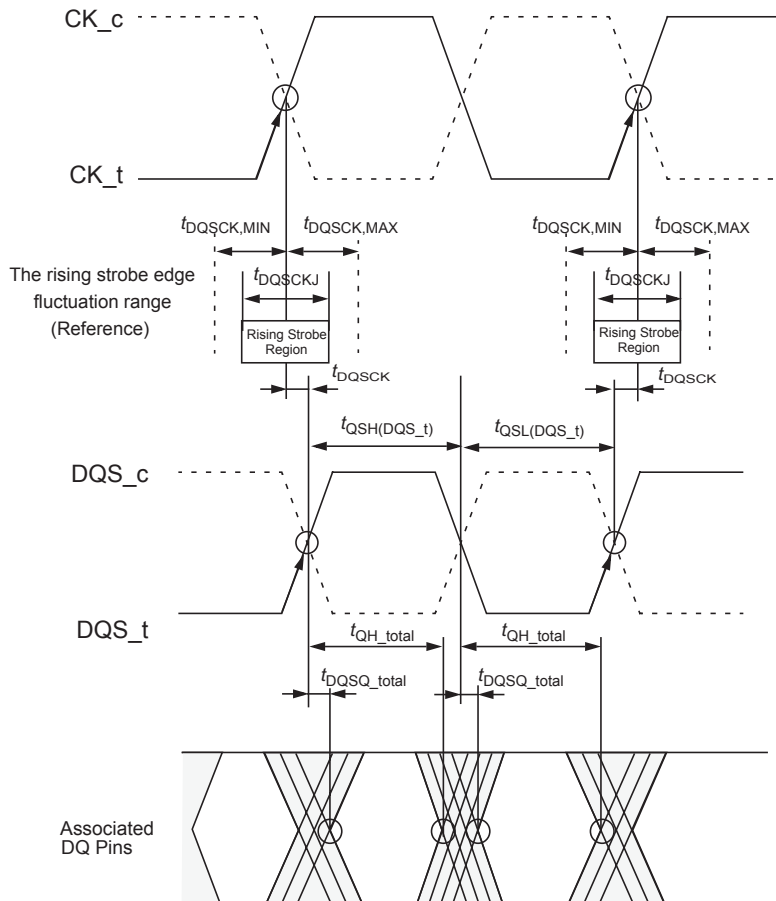 CK_c
CK_t
tDQSCK,MIN tDQSCK,MAX tDQSCK,MIN tDQSCK,MAX
The rising strobe edge
fluctuation range
(Reference)
tDQSCKJ tDQSCKJ
Rising Strobe
Region
Rising Strobe
Region
tDQSCK tDQSCK
tQSH(DQS_t) tQSL(DQS_t)
DQS_c
DQS_t
tQH_total tQH_total
tDQSQ_total tDQSQ_total
Associated
DQ Pins